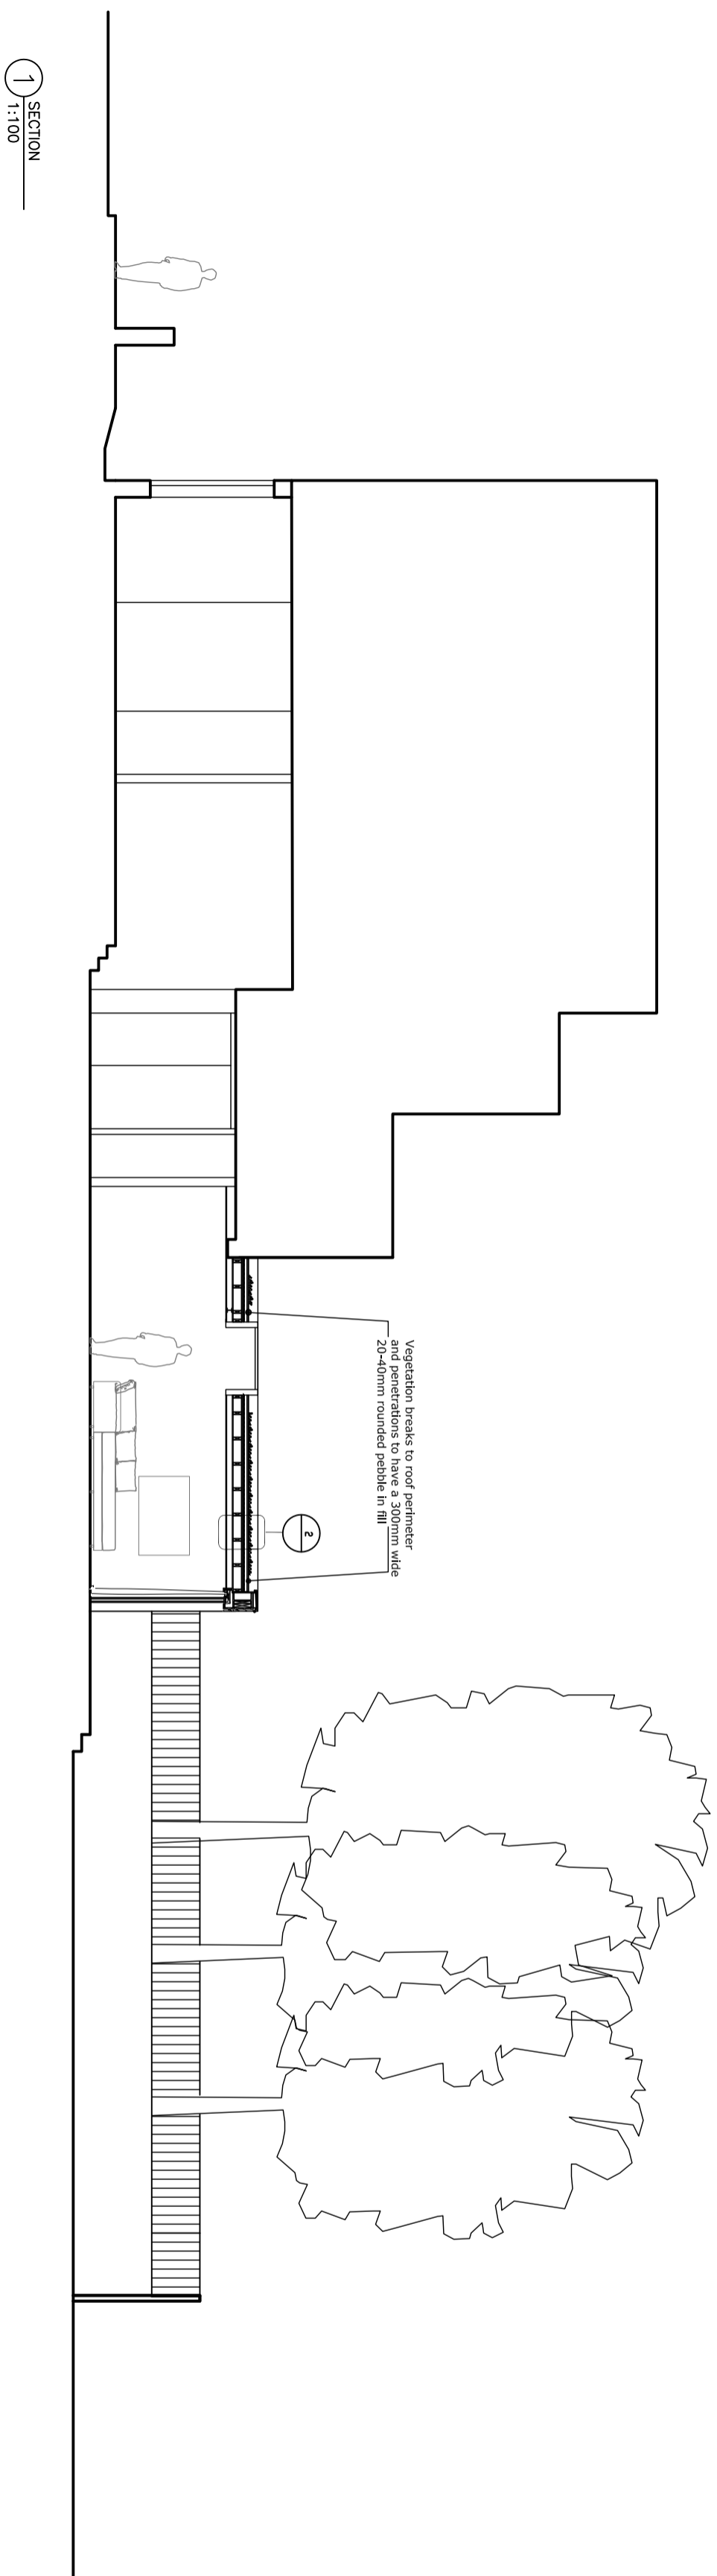 1
SECTION
1:100
Vegetation breaks to roof perimeter
and penetrations to have a 300mm wide
20-40mm rounded pebble in fill
2